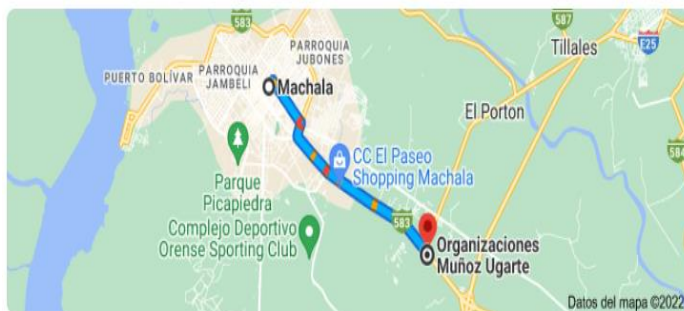 583
587
Tillales
E25
PARROQUIA
JUBONES
PUERTO BOLÍVAR
PARROQUIA
JAMBELI
Machala
El Porton
584
CC El Paseo
Shopping Machala
Parque
Picapiedra
Complejo Deportivo
Orense Sporting Club
583
Organizaciones
Muñoz Ugarte
Datos del mapa ©2022